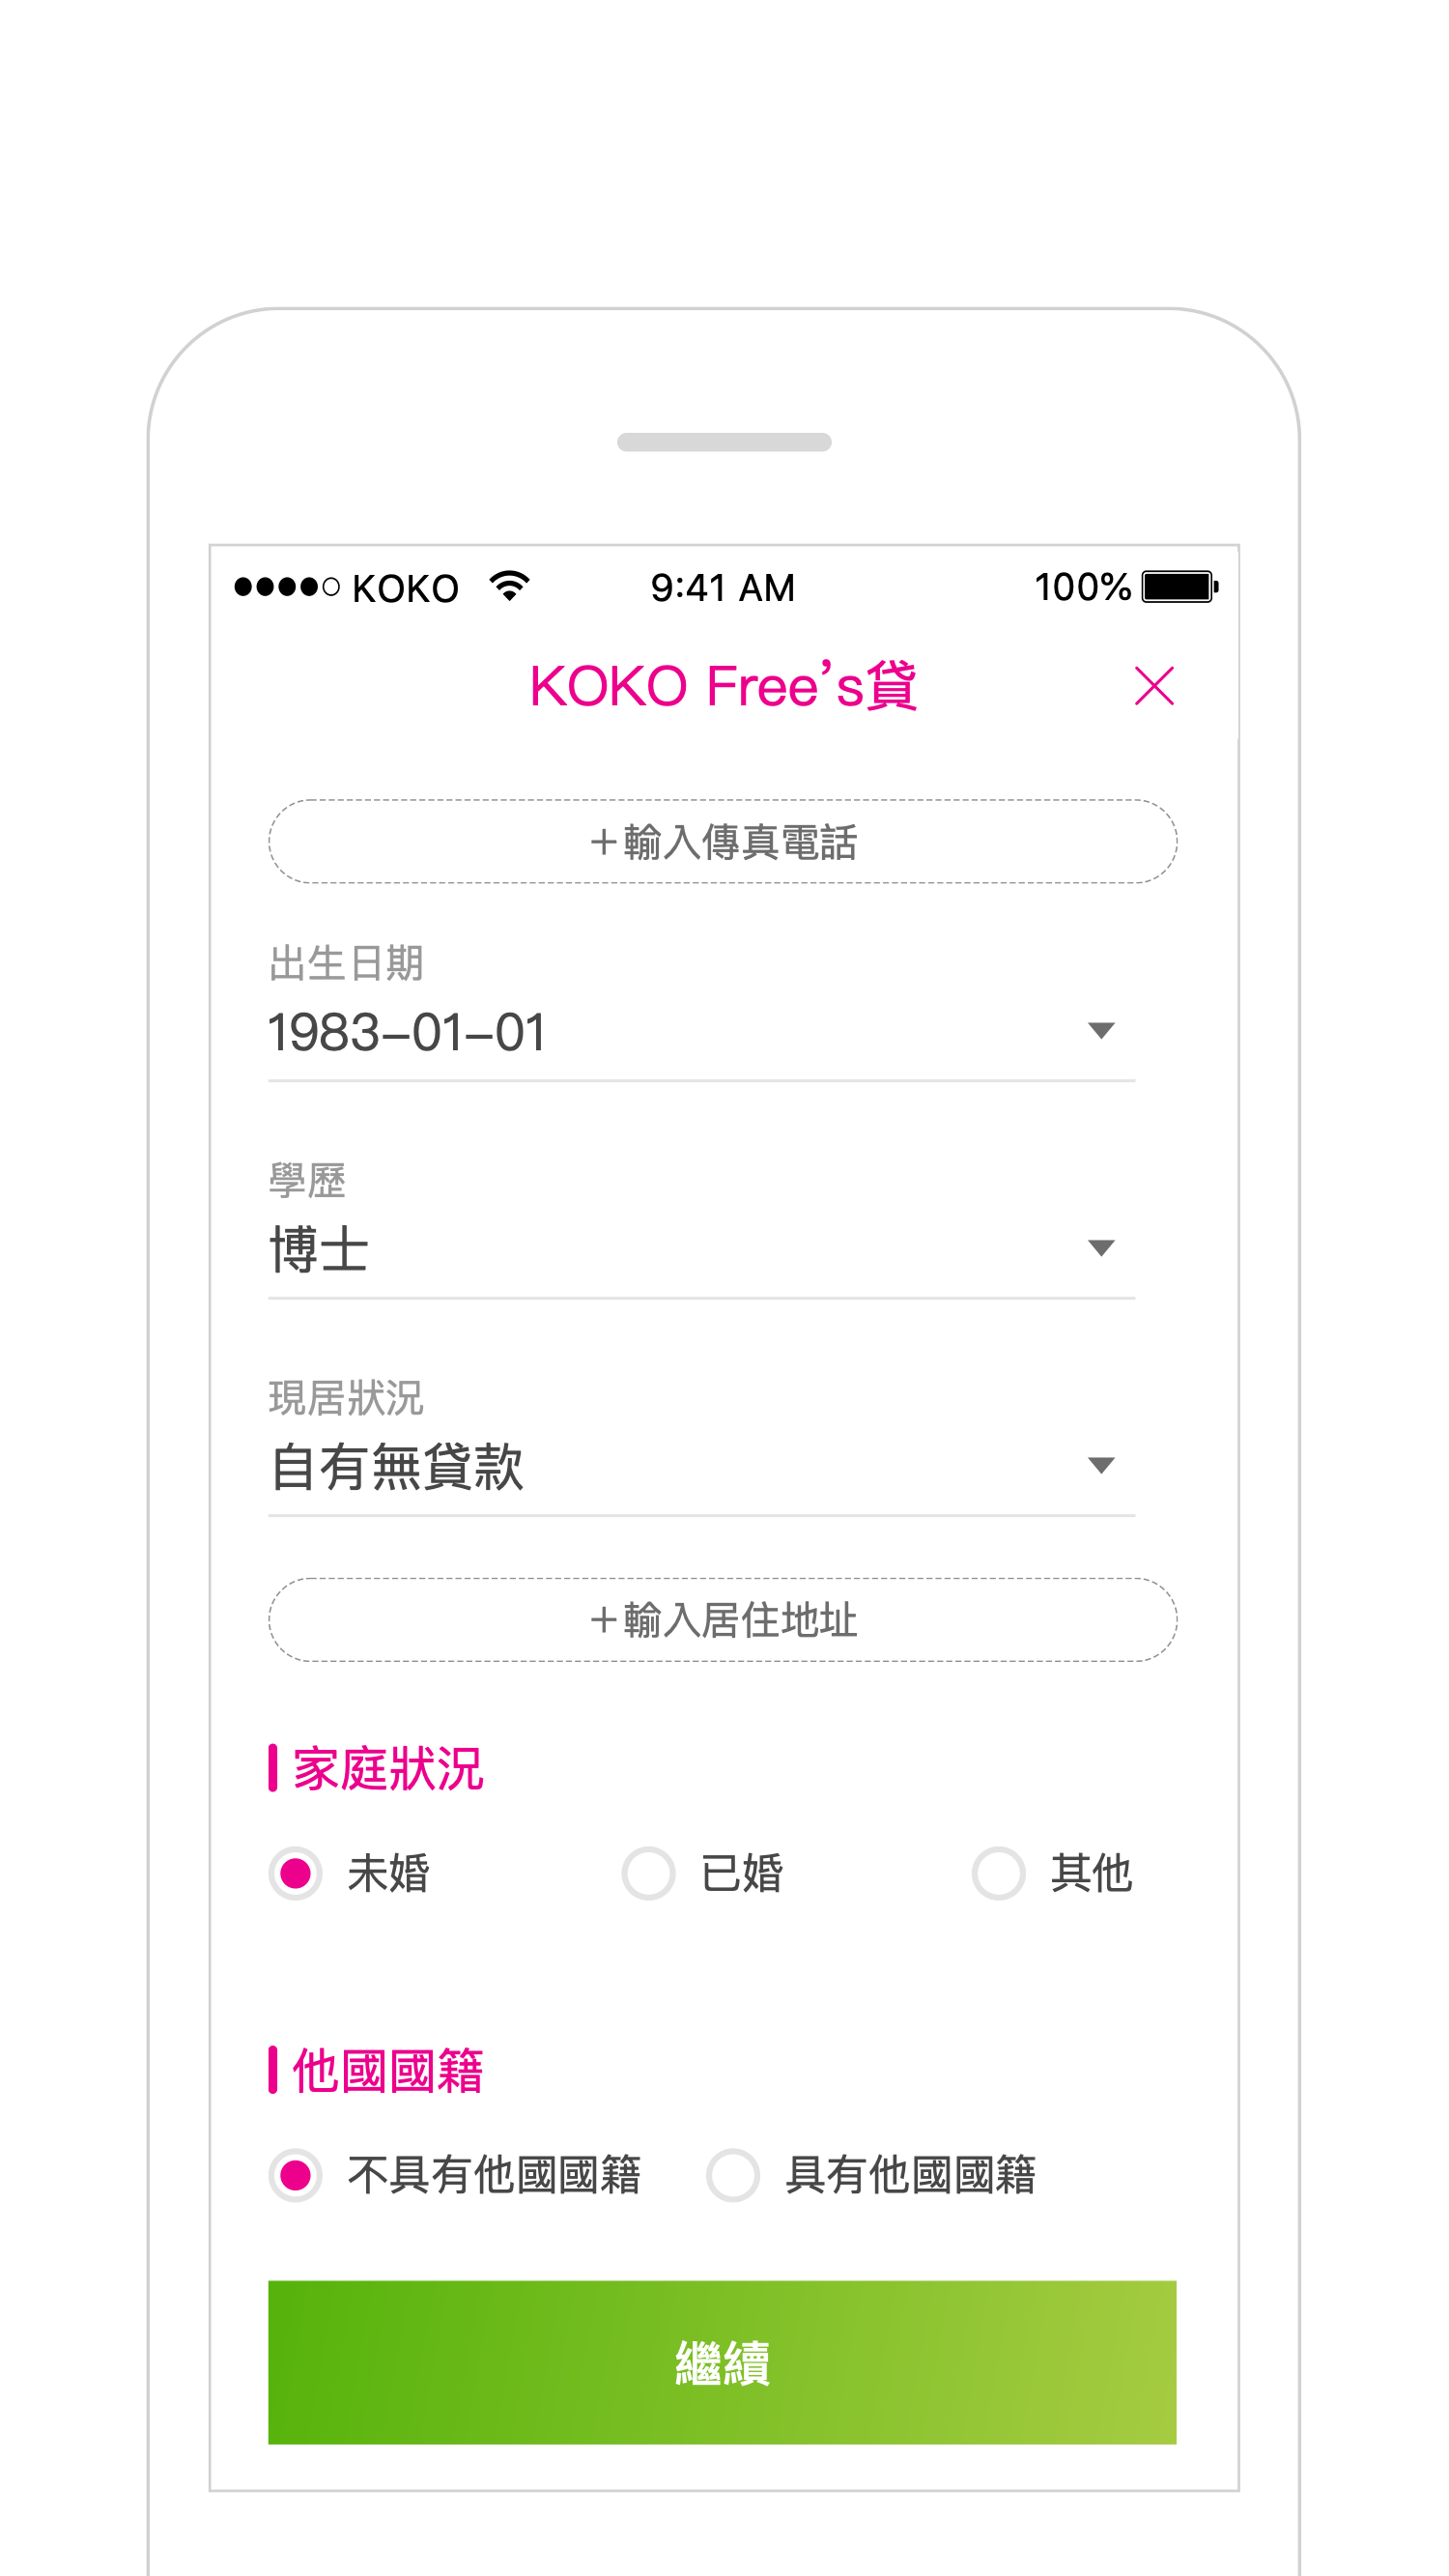 KOKO 9:41 AM 100%
KOKO Free's貸
+輸入傳真電話
出生日期
1983-01-01
學歷
博士
現居狀況
自有無貸款
+輸入居住地址
家庭狀況
未婚 已婚 其他
他國國籍
不具有他國國籍 具有他國國籍
繼續